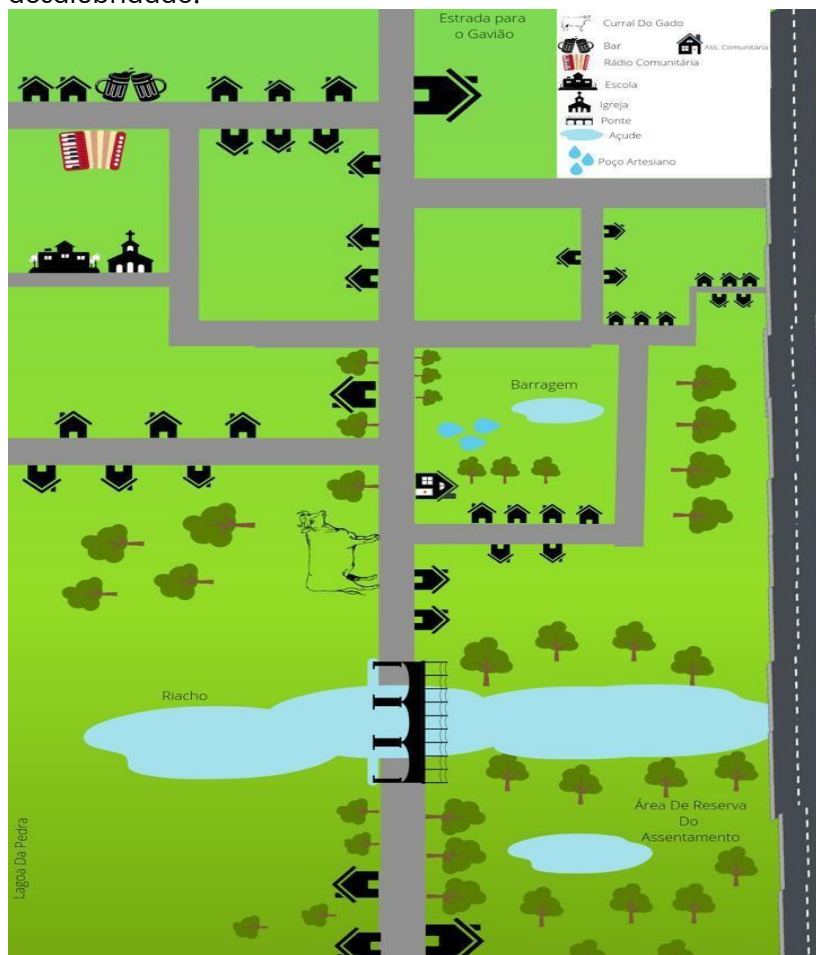 desalobridade.
Estrada para
o Gavião
Curral Do Gado
Bar
Ass. Comunitária
Rádio Comunitária
Escola
Igreja
Ponte
Açude
Poço Artesiano
Barragem
Riacho
Área De Reserva
Do
Assentamento
Lagoa Da Pedra